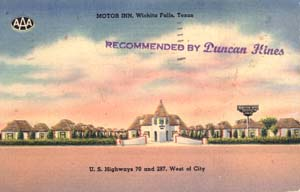 MOTOR INN, Wichita Falls, Texas
AAA
RECOMMENDED BY Duncan Hines
U. S. Highways 70 and 287, West of City